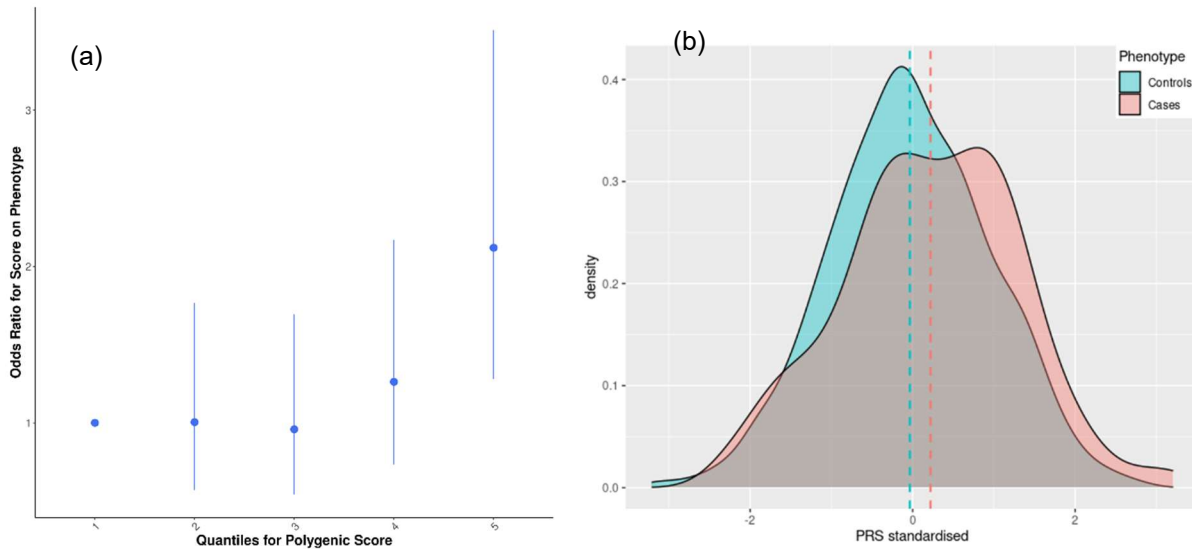 (a)
Odds Ratio for Score on Phenotype
3
2
1
1
2
3
4
5
Quantiles for Polygenic Score
(b)
Phenotype
Controls
Cases
density
0.4
0.3
0.2
0.1
0.0
-2
0
2
PRS standardised